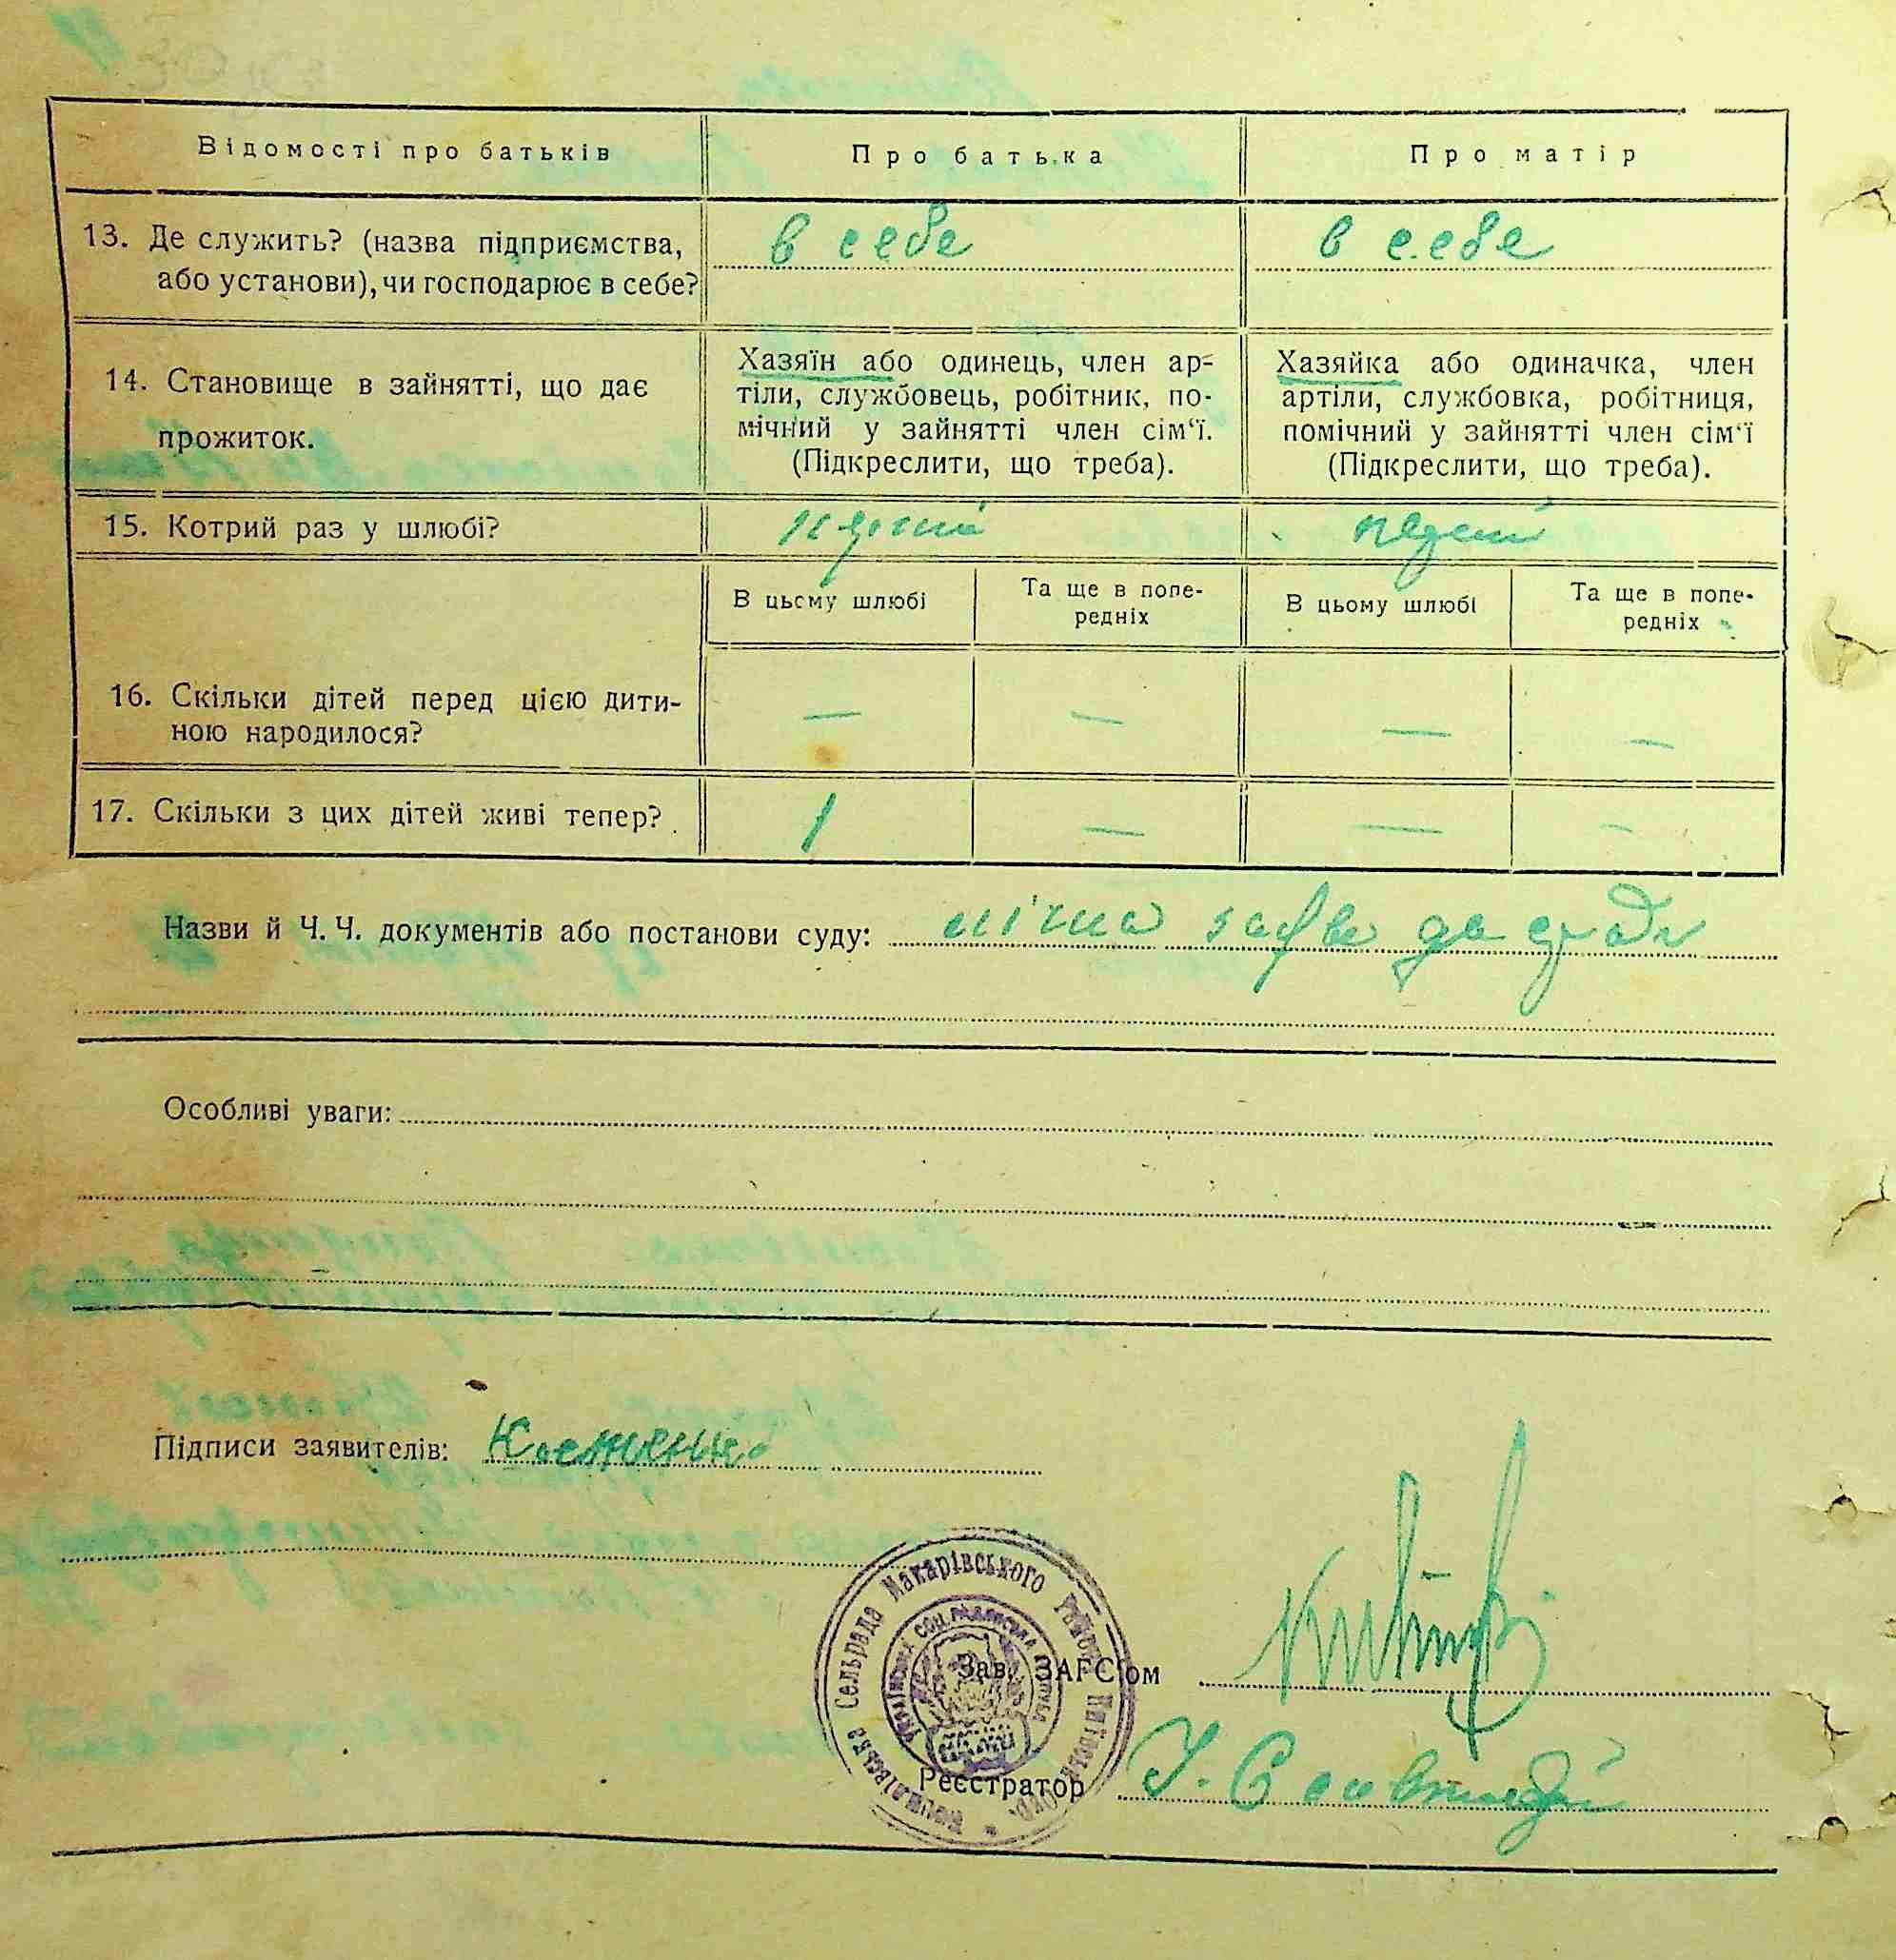 Відомості про батьків
Про батька
Про матір
13. Де служить? (назва підприємства,
або установи), чи господарює в себе?
в себе
в себе
14. Становище в зайнятті, що дає
прожиток.
Хазяїн або одинець, член ар-
тіли, службовець, робітник, по-
мічний у зайнятті член сім‘ї.
(Підкреслити, що треба).
Хазяйка або одиначка, член
артіли, службовка, робітниця,
помічний у зайнятті член сім‘ї
(Підкреслити, що треба).
15. Котрий раз у шлюбі?
В цьому шлюбі
Та ще в попе-
редніх
В цьому шлюбі
Та ще в попе-
редніх
16. Скільки дітей перед цією дити-
ною народилося?
— — — —
17. Скільки з цих дітей живі тепер?
1 — — —
Назви й Ч. Ч. документів або постанови суду:
Особливі уваги:
Підписи заявителів:
Сельрада Макарівського Району
Зав. ЗАГС'ом
Реєстратор